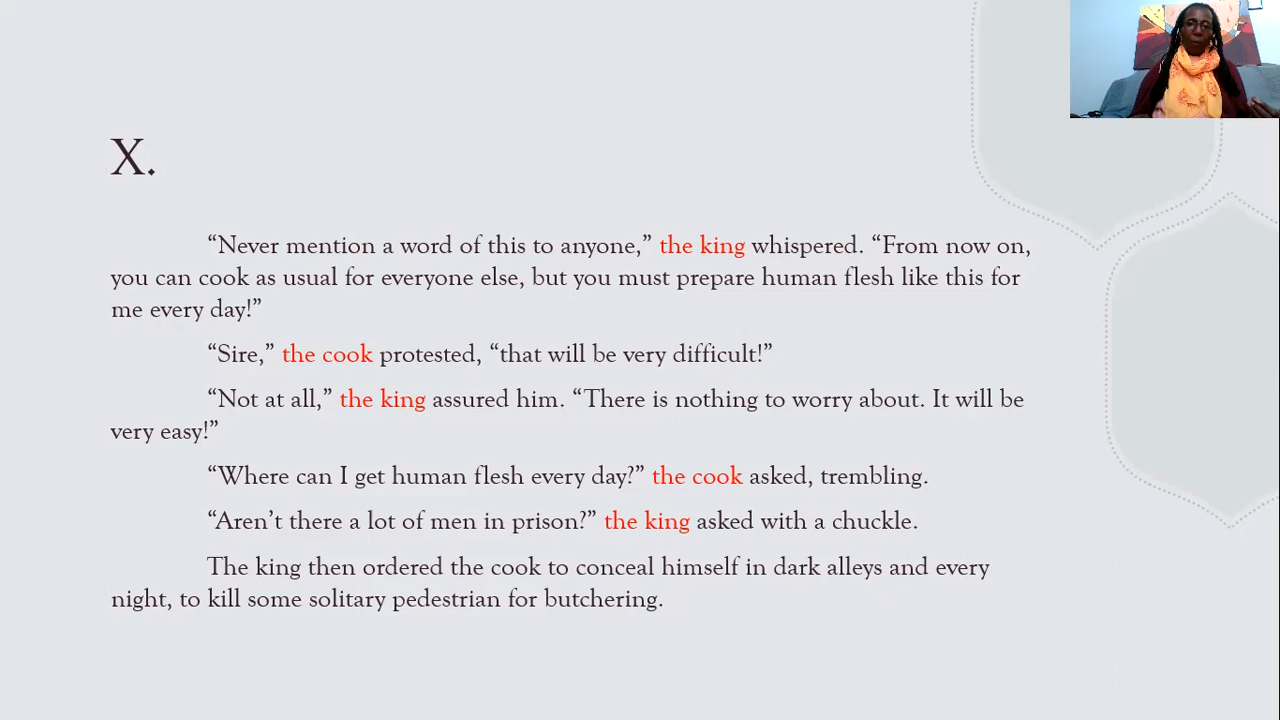 X.
“Never mention a word of this to anyone,” the king whispered. “From now on,
you can cook as usual for everyone else, but you must prepare human flesh like this for
me every day!”
“Sire,” the cook protested, “that will be very difficult!”
“Not at all,” the king assured him. “There is nothing to worry about. It will be
very easy!”
“Where can I get human flesh every day?” the cook asked, trembling.
“Aren’t there a lot of men in prison?” the king asked with a chuckle.
The king then ordered the cook to conceal himself in dark alleys and every
night, to kill some solitary pedestrian for butchering.